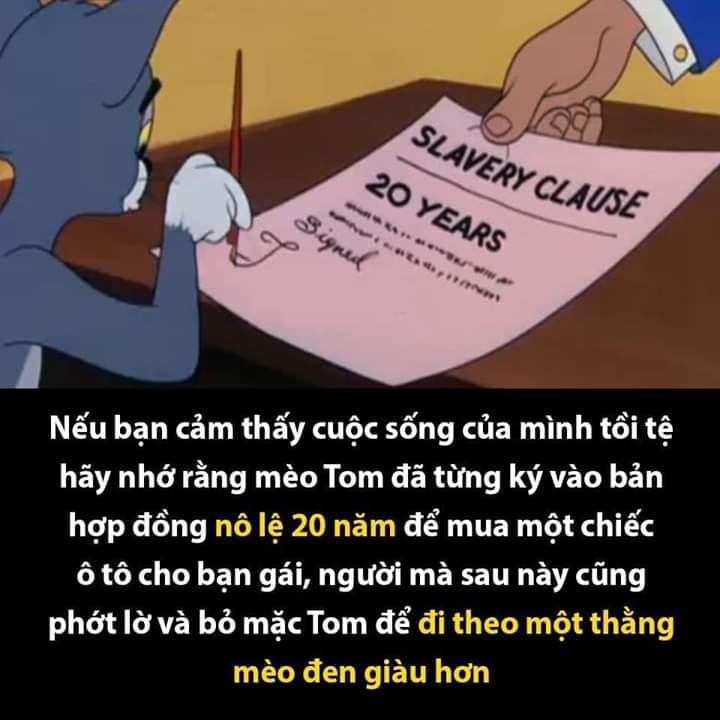 SLAVERY CLAUSE
20 YEARS
Signed
Nếu bạn cảm thấy cuộc sống của mình tồi tệ
hãy nhớ rằng mèo Tom đã từng ký vào bản
hợp đồng nô lệ 20 năm để mua một chiếc
ô tô cho bạn gái, người mà sau này cũng
phớt lờ và bỏ mặc Tom để đi theo một thằng
mèo đen giàu hơn